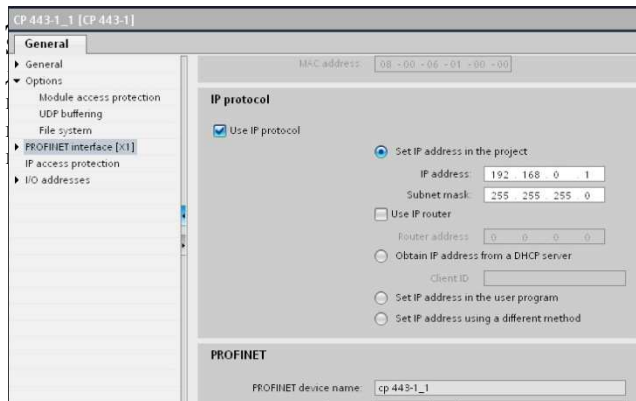 CP 443-1_1 [CP 443-1]
General
General
Options
Module access protection
UDP buffering
File system
PROFINET interface [X1]
IP access protection
I/O addresses
MAC address: 08 -00 -06 -01 -00 -00
IP protocol
Use IP protocol
Set IP address in the project
IP address: 192 . 168 . 0 . 1
Subnet mask: 255 . 255 . 255 . 0
Use IP router
Router address 0 . 0 . 0 . 0
Obtain IP address from a DHCP server
Client ID
Set IP address in the user program
Set IP address using a different method
PROFINET
PROFINET device name: cp 443-1_1